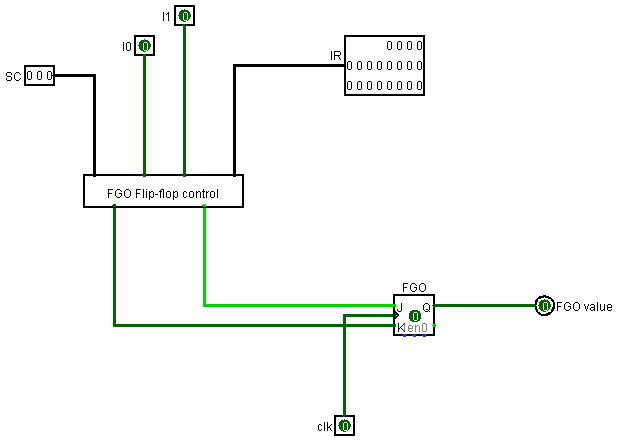 I1 0
I0 0
SC 0 0 0
IR
0 0 0 0
0 0 0 0 0 0 0 0
0 0 0 0 0 0 0 0
FGO Flip-flop control
FGO
J Q
0
K en0
0 FGO value
clk 0